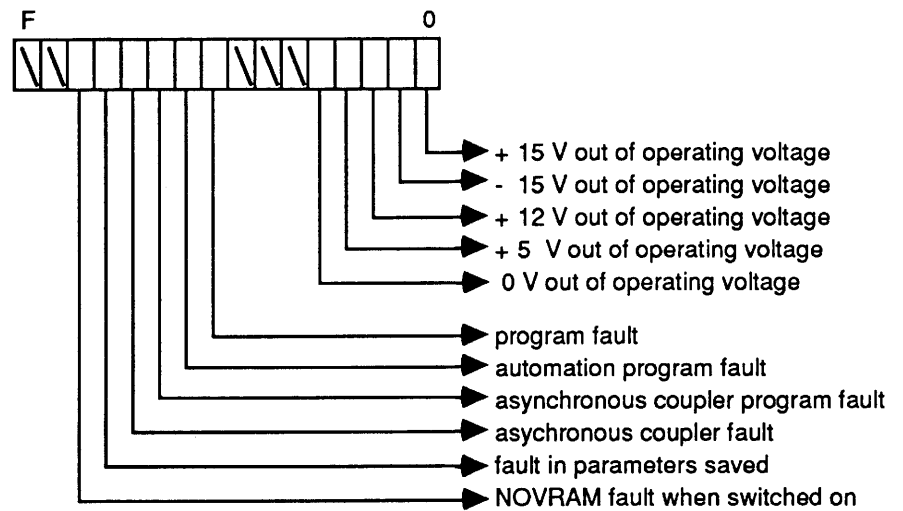 F 0
+ 15 V out of operating voltage
- 15 V out of operating voltage
+ 12 V out of operating voltage
+ 5 V out of operating voltage
0 V out of operating voltage
program fault
automation program fault
asynchronous coupler program fault
asychronous coupler fault
fault in parameters saved
NOVRAM fault when switched on